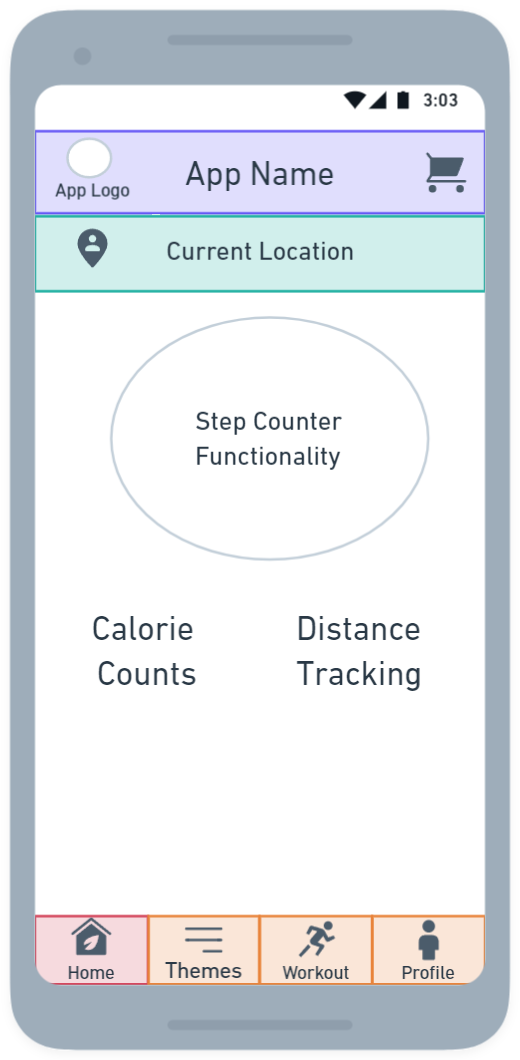 3:03
App Name
App Logo
Current Location
Step Counter
Functionality
Calorie
Counts
Distance
Tracking
Home
Themes
Workout
Profile